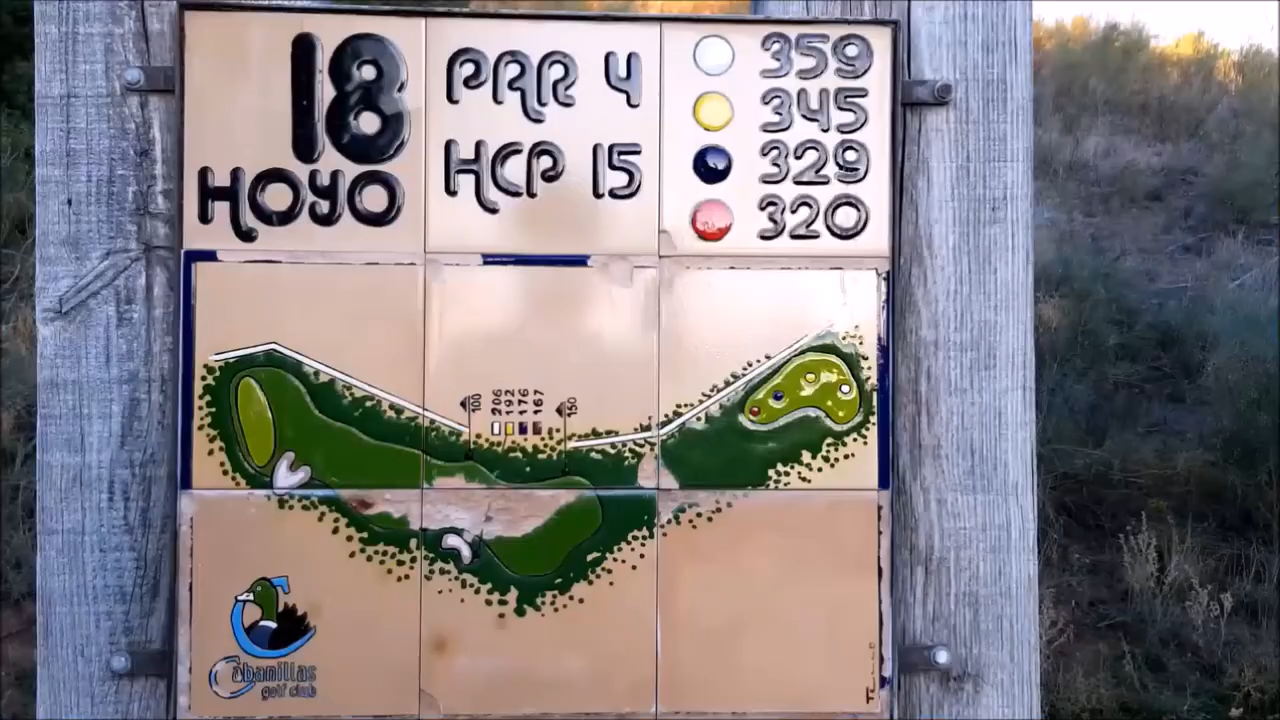 18
HOYO
PAR 4
HCP 15
359
345
329
320
100
206
192
176
167
150
Cabanillas
golf club